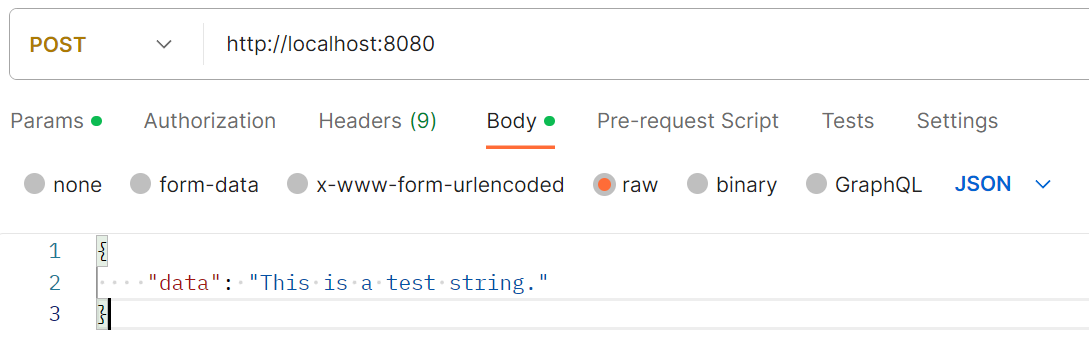 POST http://localhost:8080
Params Authorization Headers (9) Body Pre-request Script Tests Settings
none form-data x-www-form-urlencoded raw binary GraphQL JSON
1 {
2 "data": "This is a test string."
3 }